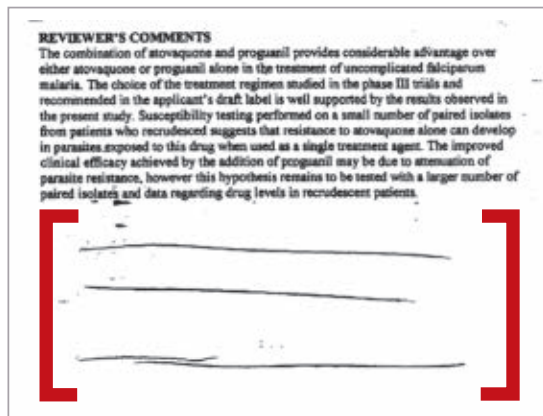 REVIEWER'S COMMENTS
The combination of atovaquone and proguanil provides considerable advantage over
either atovaquone or proguanil alone in the treatment of uncomplicated falciparum
malaria. The choice of the treatment regimen studied in the phase III trials and
recommended in the applicant's draft label is well supported by the results observed in
the present study. Susceptibility testing performed on a small number of paired isolates
from patients who recrudesced suggests that resistance to atovaquone alone can develop
in parasites exposed to this drug when used as a single treatment agent. The improved
clinical efficacy achieved by the addition of proguanil may be due to attenuation of
parasite resistance, however this hypothesis remains to be tested with a larger number of
paired isolates and data regarding drug levels in recrudescent patients.